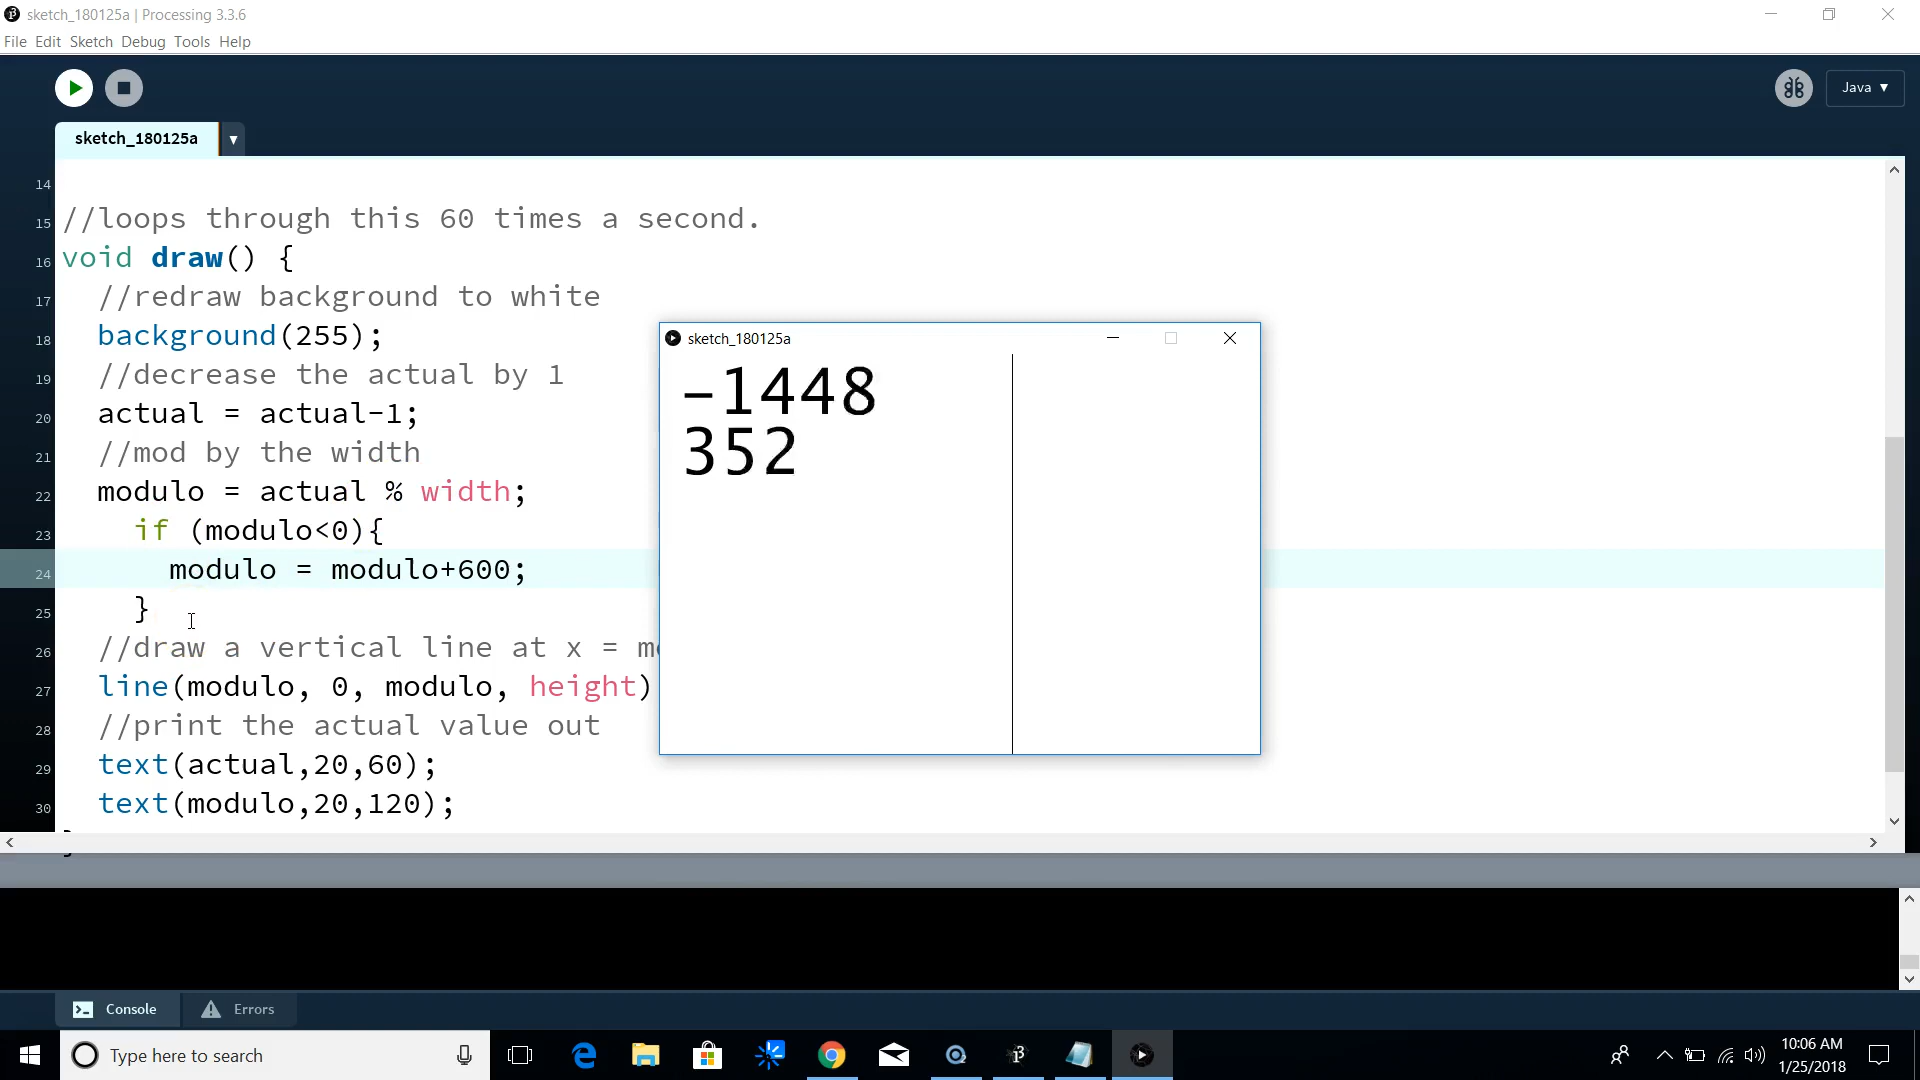 sketch_180125a | Processing 3.3.6
File Edit Sketch Debug Tools Help
Java ▼
sketch_180125a ▼
14
15 //loops through this 60 times a second.
16 void draw() {
17 //redraw background to white
18 background(255);
19 //decrease the actual by 1
20 actual = actual-1;
21 //mod by the width
22 modulo = actual % width;
23 if (modulo<0){
24 modulo = modulo+600;
25 }
26 //draw a vertical line at x =
27 line(modulo, 0, modulo, height)
28 //print the actual value out
29 text(actual,20,60);
30 text(modulo,20,120);
sketch_180125a
-1448
352
Console Errors
Type here to search
10:06 AM
1/25/2018